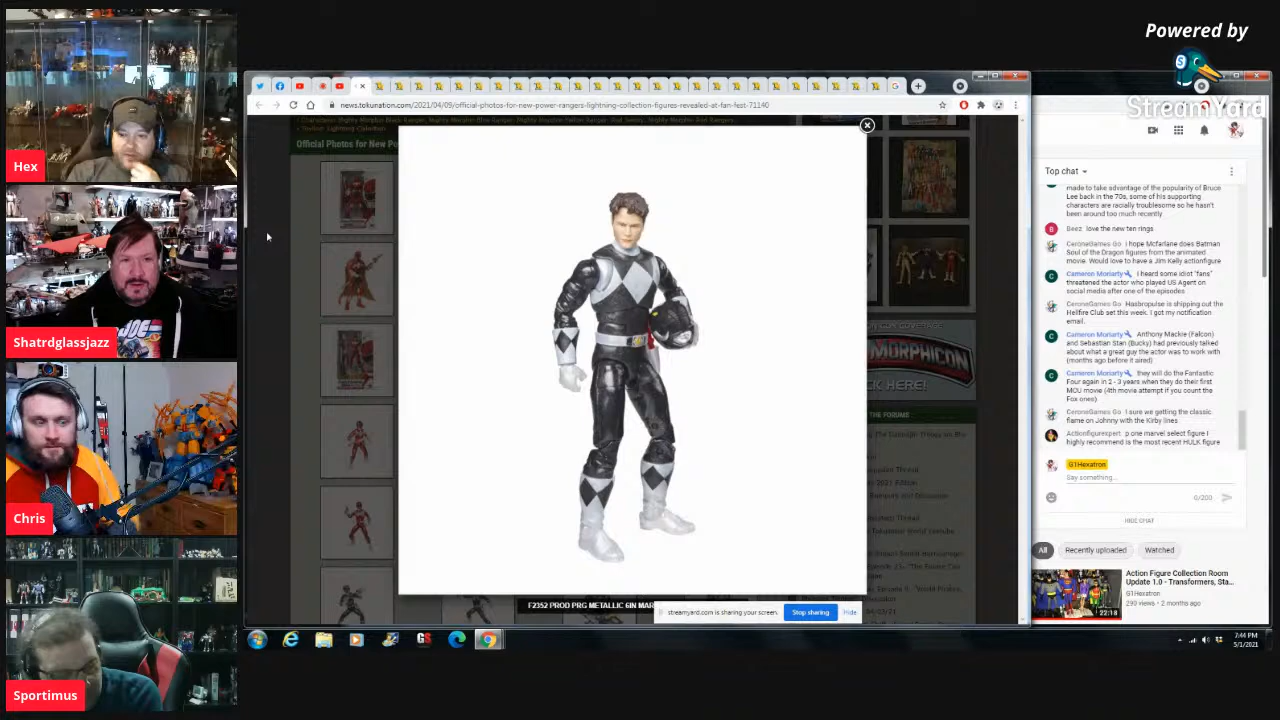 Powered by
StreamYard
Hex
Shatrdglassjazz
Chris
Sportimus
news.tokunation.com/2021/04/09/official-photos-for-new-power-rangers-lightning-collection-figures-revealed-at-fan-fest-71140
Official Photos for New Po
CLICK HERE!
THE FORUMS
F2352 PROD PRG METALLIC 6IN MAR
streamyard.com is sharing your screen.
Stop sharing
Hide
Top chat
made to take advantage of the popularity of Bruce
Lee back in the 70s, some of his supporting
characters are racially troublesome so he hasn't
been around too much recently
Beez love the new ten rings
CeroneGames Go I hope Mcfarlane does Batman
Soul of the Dragon figures from the animated
movie. Would love to have a Jim Kelly actionfigure
Cameron Moriarty I heard some idiot "fans"
threatened the actor who played US Agent on
social media after one of the episodes
CeroneGames Go Hasbropulse is shipping out the
Hellfire Club set this week. I got my notification
email.
Cameron Moriarty Anthony Mackie (Falcon)
and Sebastian Stan (Bucky) had previously talked
about what a great guy the actor was to work with
(months ago before it aired)
Cameron Moriarty they will do the Fantastic
Four again in 2 - 3 years when they do their first
MCU movie (4th movie attempt if you count the
Fox ones)
CeroneGames Go I sure we getting the classic
flame on Johnny with the Kirby lines
Actionfigureexpert p one marvel select figure I
highly recommend is the most recent HULK figure
G1Hexatron
Say something...
0/200
HIDE CHAT
All
Recently uploaded
Watched
Action Figure Collection Room
Update 1.0 - Transformers, Sta...
G1Hexatron
290 views • 2 months ago
22:18
7:44 PM
5/1/2021